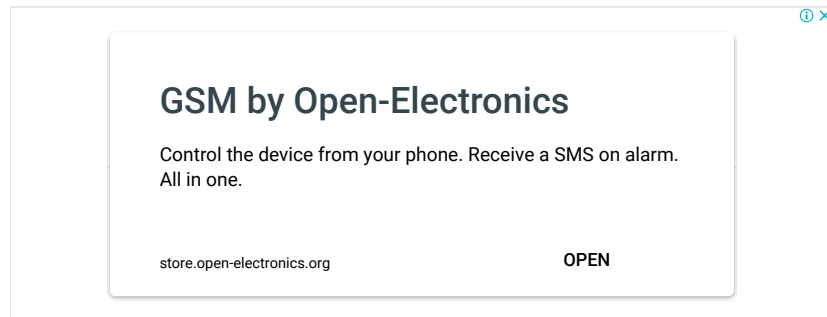 GSM by Open-Electronics
Control the device from your phone. Receive a SMS on alarm.
All in one.
store.open-electronics.org
OPEN